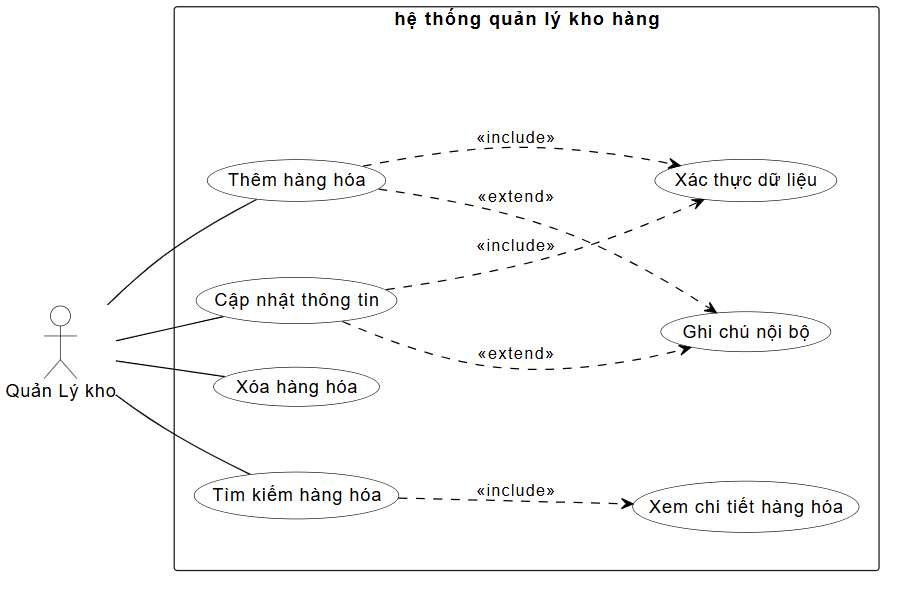 hệ thống quản lý kho hàng
«include»
Thêm hàng hóa
Xác thực dữ liệu
«extend»
«include»
Cập nhật thông tin
Ghi chú nội bộ
«extend»
Quản Lý kho
Xóa hàng hóa
Tìm kiếm hàng hóa
«include»
Xem chi tiết hàng hóa